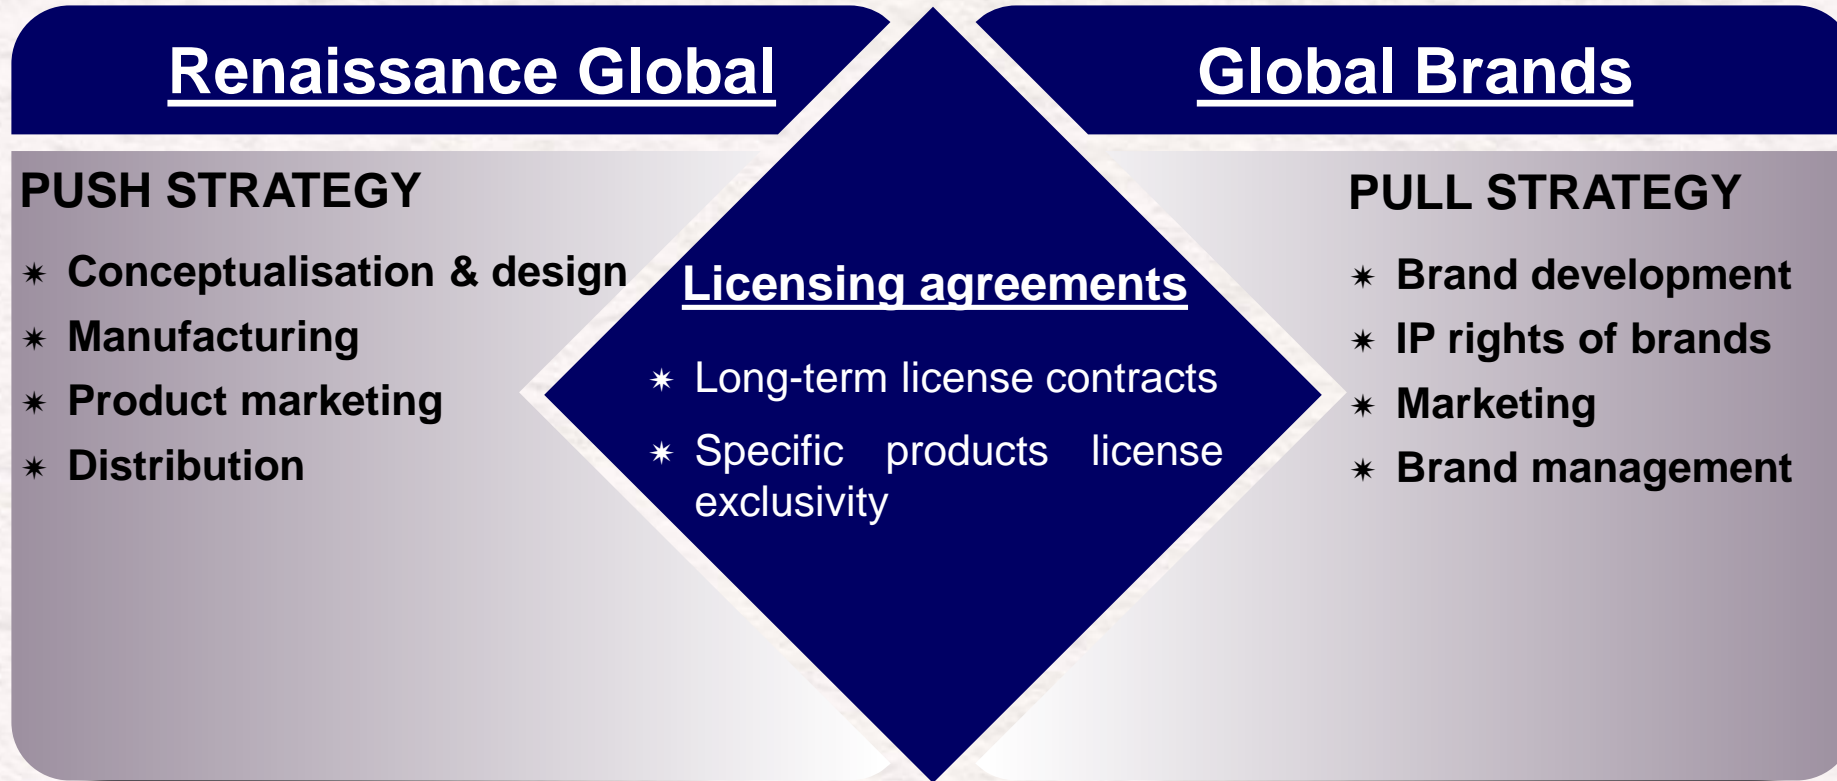 Renaissance Global
PUSH STRATEGY
✴ Conceptualisation & design
✴ Manufacturing
✴ Product marketing
✴ Distribution
Licensing agreements
✴ Long-term license contracts
✴ Specific products license
exclusivity
Global Brands
PULL STRATEGY
✴ Brand development
✴ IP rights of brands
✴ Marketing
✴ Brand management